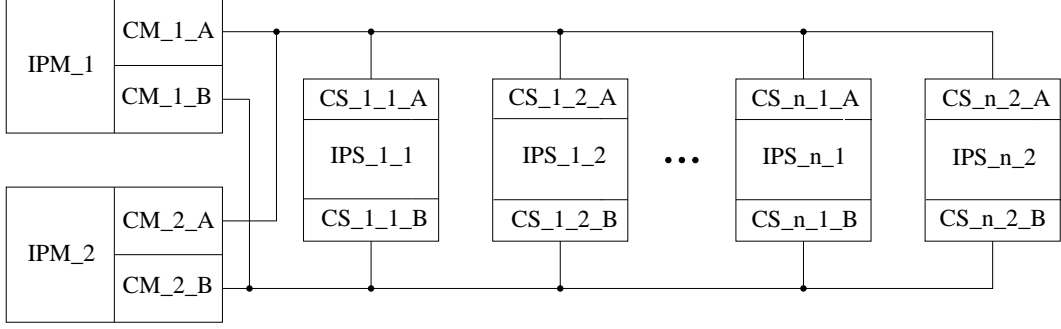 IPM_1
CM_1_A
CM_1_B
IPM_2
CM_2_A
CM_2_B
CS_1_1_A
IPS_1_1
CS_1_1_B
CS_1_2_A
IPS_1_2
CS_1_2_B
...
CS_n_1_A
IPS_n_1
CS_n_1_B
CS_n_2_A
IPS_n_2
CS_n_2_B